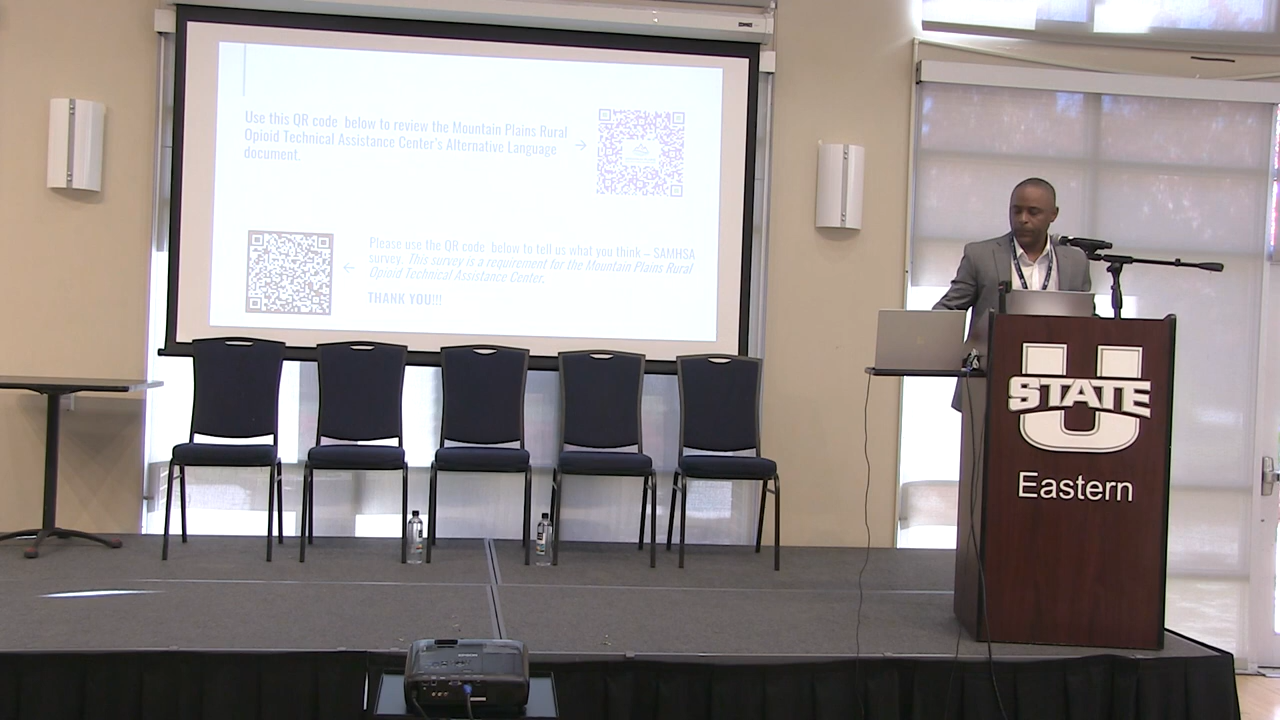 Use this QR code below to review the Mountain Plains Rural
Opioid Technical Assistance Center's Alternative Language
document.
Please use the QR code below to tell us what you think – SAMHSA
survey. This survey is a requirement for the Mountain Plains Rural
Opioid Technical Assistance Center.
THANK YOU!!!
U
STATE
Eastern